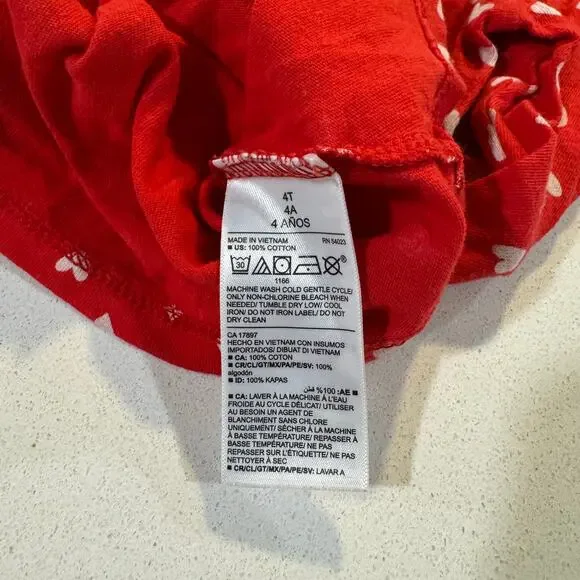 4T
4A
4 AÑOS
MADE IN VIETNAM RN 54023
■ US: 100% COTTON
30
1166
MACHINE WASH COLD GENTLE CYCLE/
ONLY NON-CHLORINE BLEACH WHEN
NEEDED/ TUMBLE DRY LOW/ COOL
IRON/ DO NOT IRON LABEL/ DO NOT
DRY CLEAN
CA 17897
HECHO EN VIETNAM CON INSUMOS
IMPORTADOS/ DIBUAT DI VIETNAM
■ CA: 100% COTON
■ CR/CL/GT/MX/PA/PE/SV: 100%
algodón
■ ID: 100% KAPAS
■ AE: 100% قطن
■ CA: LAVER À LA MACHINE À L'EAU
FROIDE AU CYCLE DÉLICAT/ UTILISER
AU BESOIN UN AGENT DE
BLANCHIMENT SANS CHLORE
UNIQUEMENT/ SÉCHER À LA MACHINE
À BASSE TEMPÉRATURE/ REPASSER
À BASSE TEMPÉRATURE/ NE PAS
REPASSER SUR L'ÉTIQUETTE/ NE PAS
NETTOYER À SEC
■ CR/CL/GT/MX/PA/PE/SV: LAVAR A